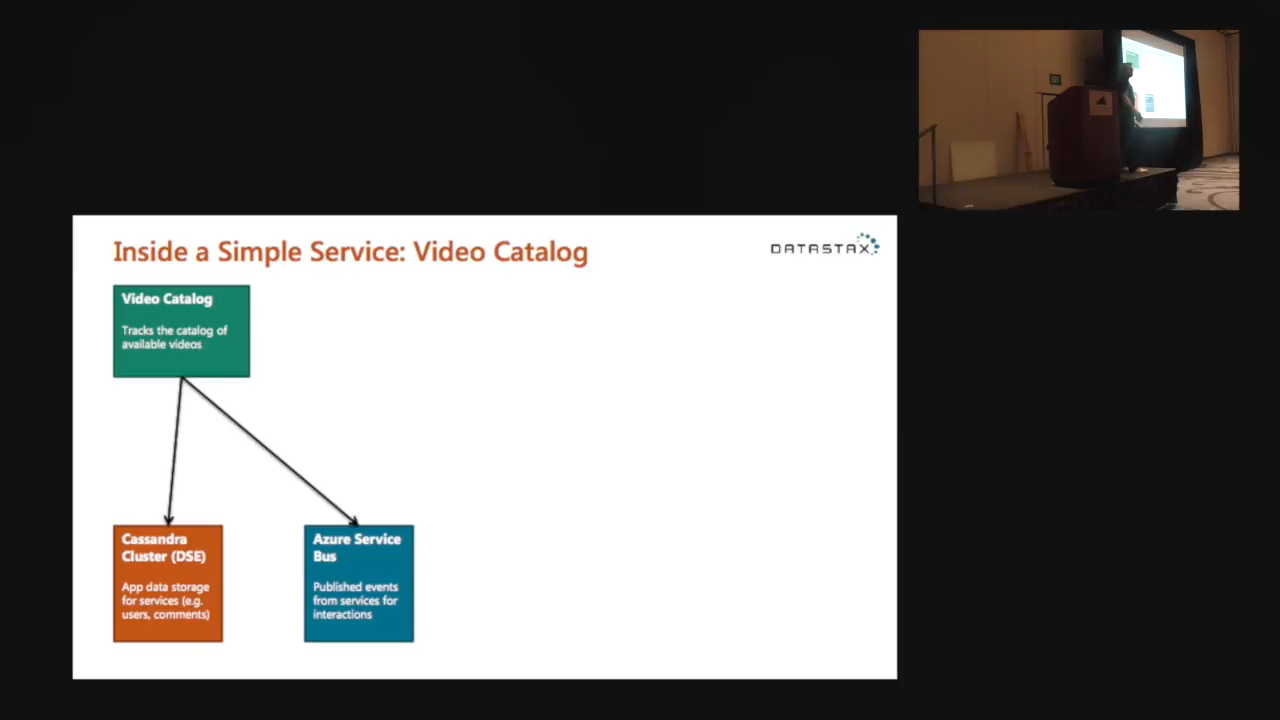 Inside a Simple Service: Video Catalog
DATASTAX
Video Catalog
Tracks the catalog of
available videos
Cassandra
Cluster (DSE)
App data storage
for services (e.g.
users, comments)
Azure Service
Bus
Published events
from services for
interactions